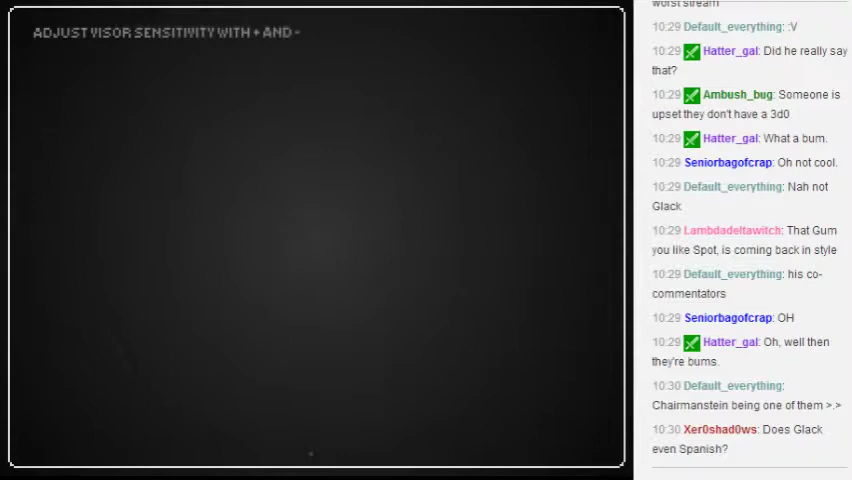 ADJUST VISOR SENSITIVITY WITH + AND -
worst stream
10:29 Default_everything: :V
10:29 Hatter_gal: Did he really say
that?
10:29 Ambush_bug: Someone is
upset they don't have a 3d0
10:29 Hatter_gal: What a bum.
10:29 Seniorbagofcrap: Oh not cool.
10:29 Default_everything: Nah not
Glack
10:29 Lambdadeltawitch: That Gum
you like Spot, is coming back in style
10:29 Default_everything: his co-
commentators
10:29 Seniorbagofcrap: OH
10:29 Hatter_gal: Oh, well then
they're bums.
10:30 Default_everything:
Chairmanstein being one of them >.>
10:30 Xer0shad0ws: Does Glack
even Spanish?